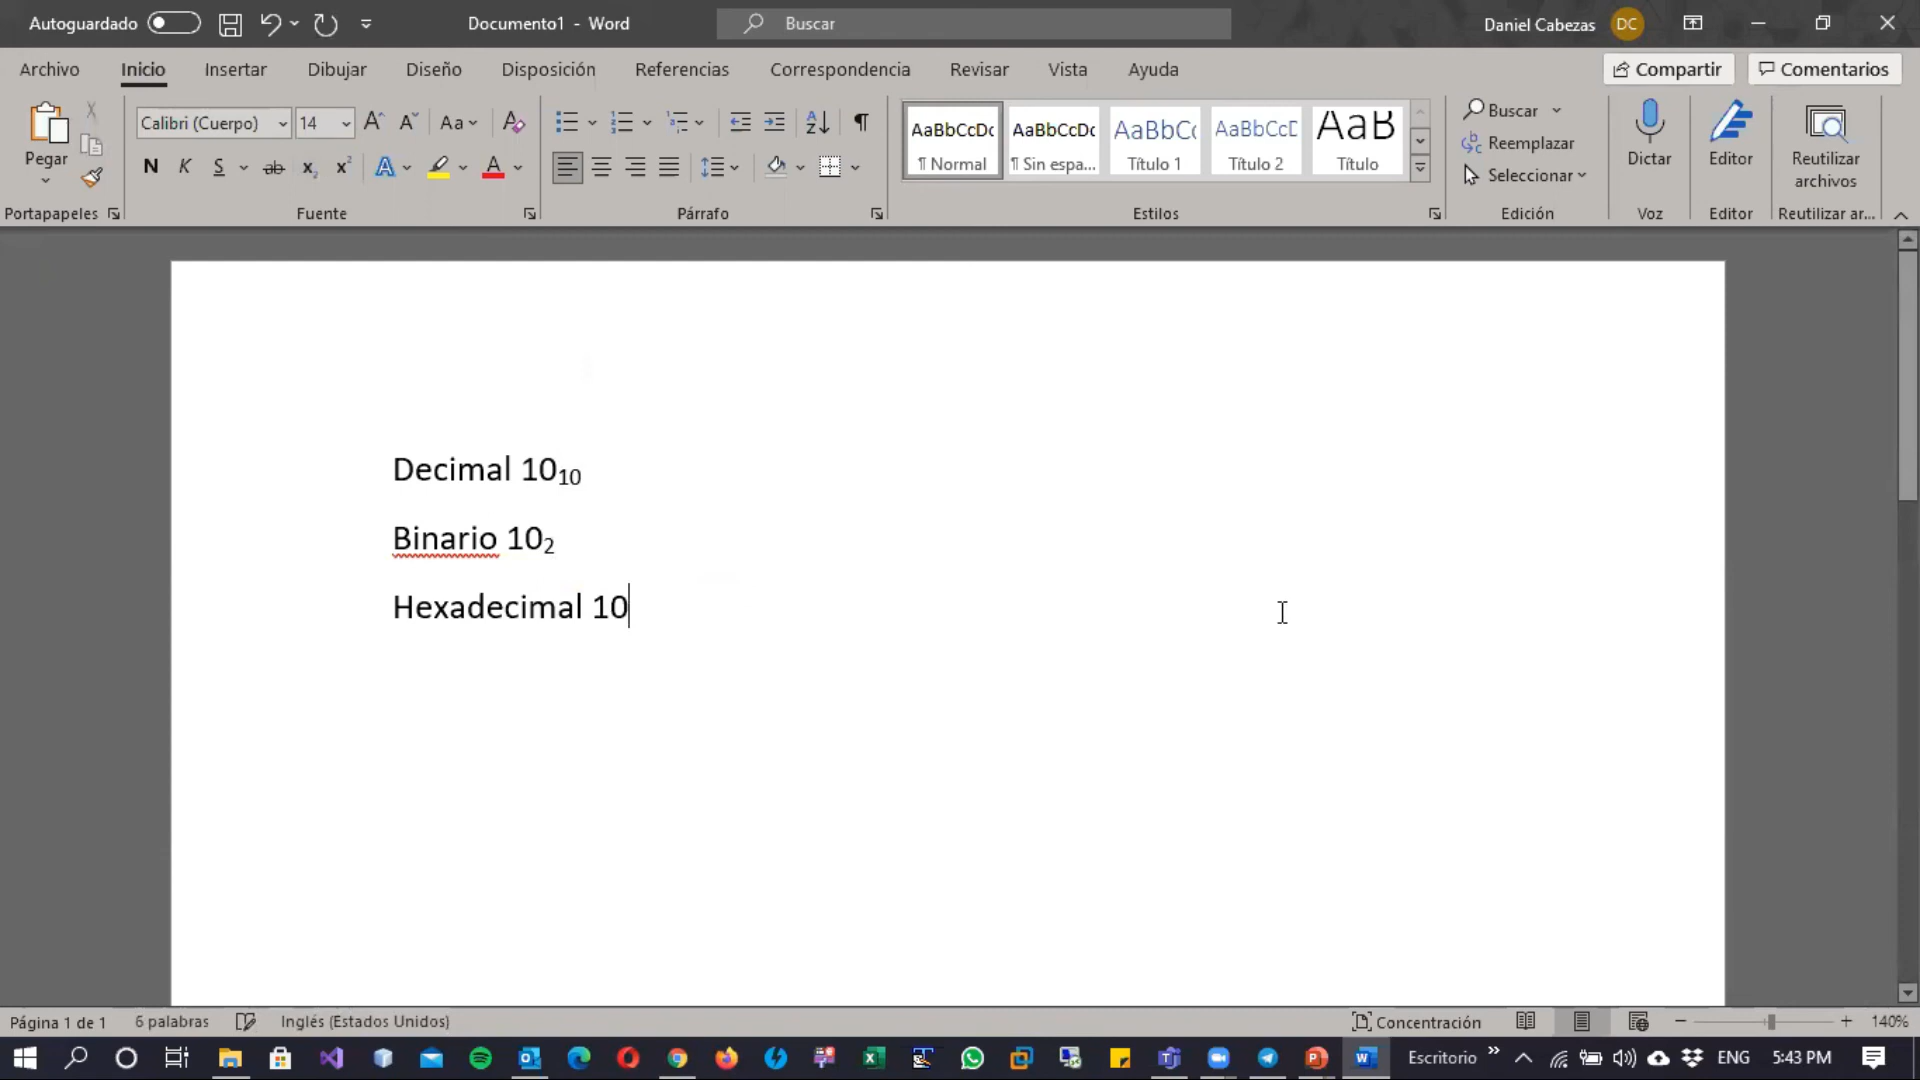 Autoguardado Documento1 - Word Buscar Daniel Cabezas DC
Archivo Inicio Insertar Dibujar Diseño Disposición Referencias Correspondencia Revisar Vista Ayuda Compartir Comentarios
Pegar
Calibri (Cuerpo) 14 Aa
N K S ab x₂ x² A A
AaBbCcDc AaBbCcDc AaBbC AaBbCcD AaB
¶ Normal ¶ Sin espa... Título 1 Título 2 Título
Buscar
Reemplazar
Seleccionar
Dictar
Editor
Reutilizar
archivos
Portapapeles Fuente Párrafo Estilos Edición Voz Editor Reutilizar ar...
Decimal 10₁₀
Binario 10₂
Hexadecimal 10
Página 1 de 1 6 palabras Inglés (Estados Unidos) Concentración 140%
Escritorio ENG 5:43 PM